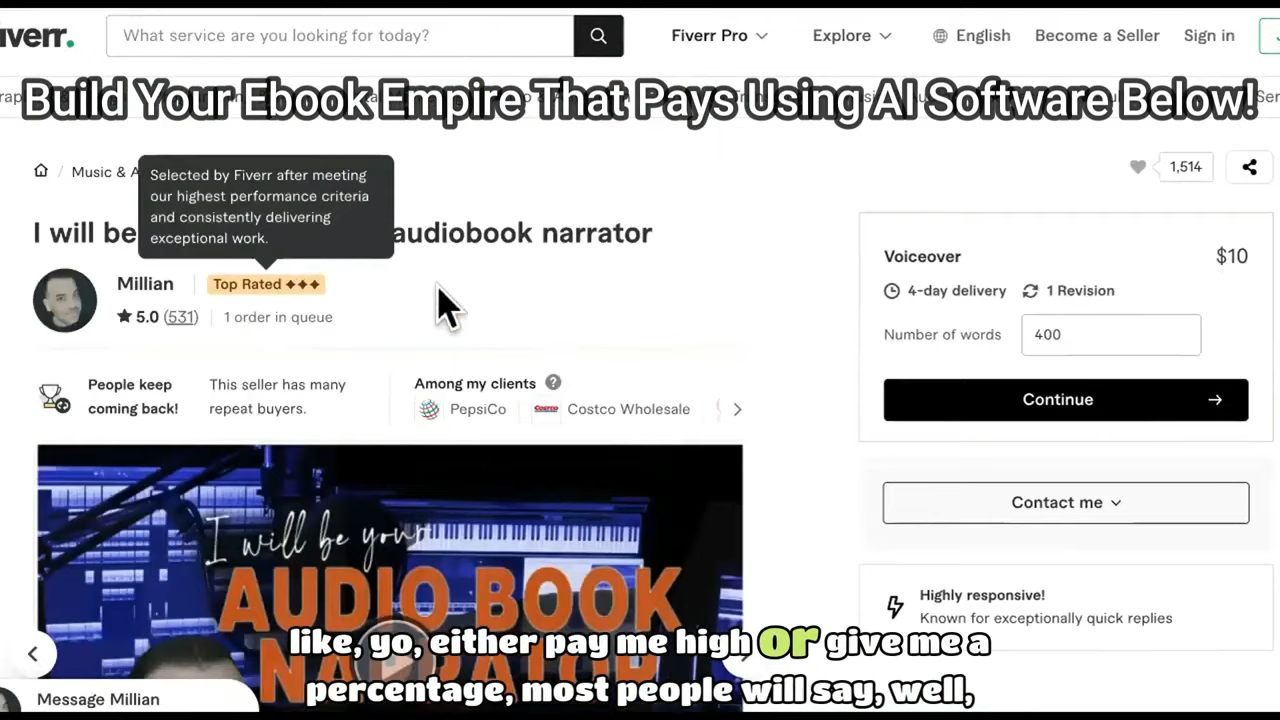 iverr.
What service are you looking for today?
Fiverr Pro
Explore
English
Become a Seller
Sign in
Build Your Ebook Empire That Pays Using AI Software Below!
Music & A
Selected by Fiverr after meeting
our highest performance criteria
and consistently delivering
exceptional work.
1,514
I will be audiobook narrator
Millian
Top Rated
5.0 (531)
1 order in queue
Voiceover
$10
4-day delivery
1 Revision
Number of words
400
Continue
People keep
coming back!
This seller has many
repeat buyers.
Among my clients
PepsiCo
Costco Wholesale
Contact me
Highly responsive!
Known for exceptionally quick replies
I will be your
AUDIO BOOK
NARRATOR
like, yo, either pay me high or give me a
percentage, most people will say, well,
Message Millian